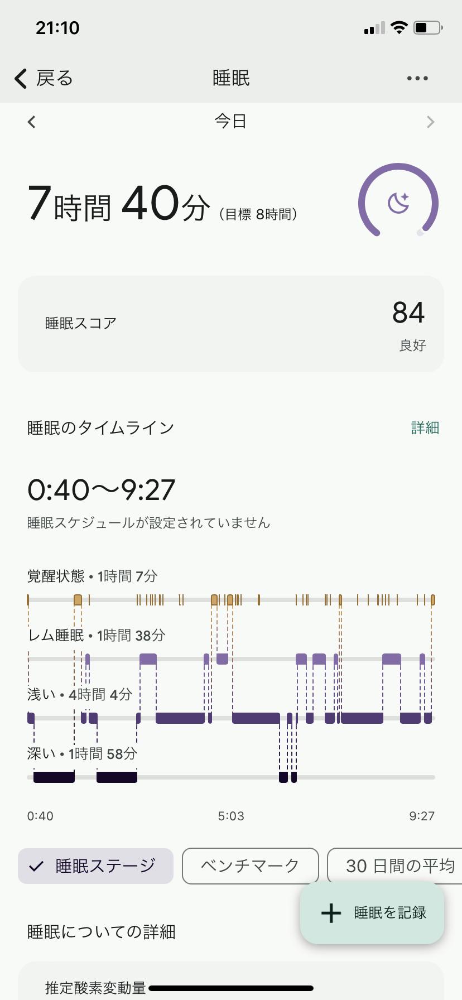 21:10
戻る
睡眠
今日
7時間 40分（目標 8時間）
睡眠スコア
84
良好
睡眠のタイムライン
詳細
0:40〜9:27
睡眠スケジュールが設定されていません
覚醒状態 • 1時間 7分
レム睡眠 • 1時間 38分
浅い • 4時間 4分
深い • 1時間 58分
0:40 5:03 9:27
睡眠ステージ
ベンチマーク
30 日間の平均
睡眠を記録
睡眠についての詳細
推定酸素変動量